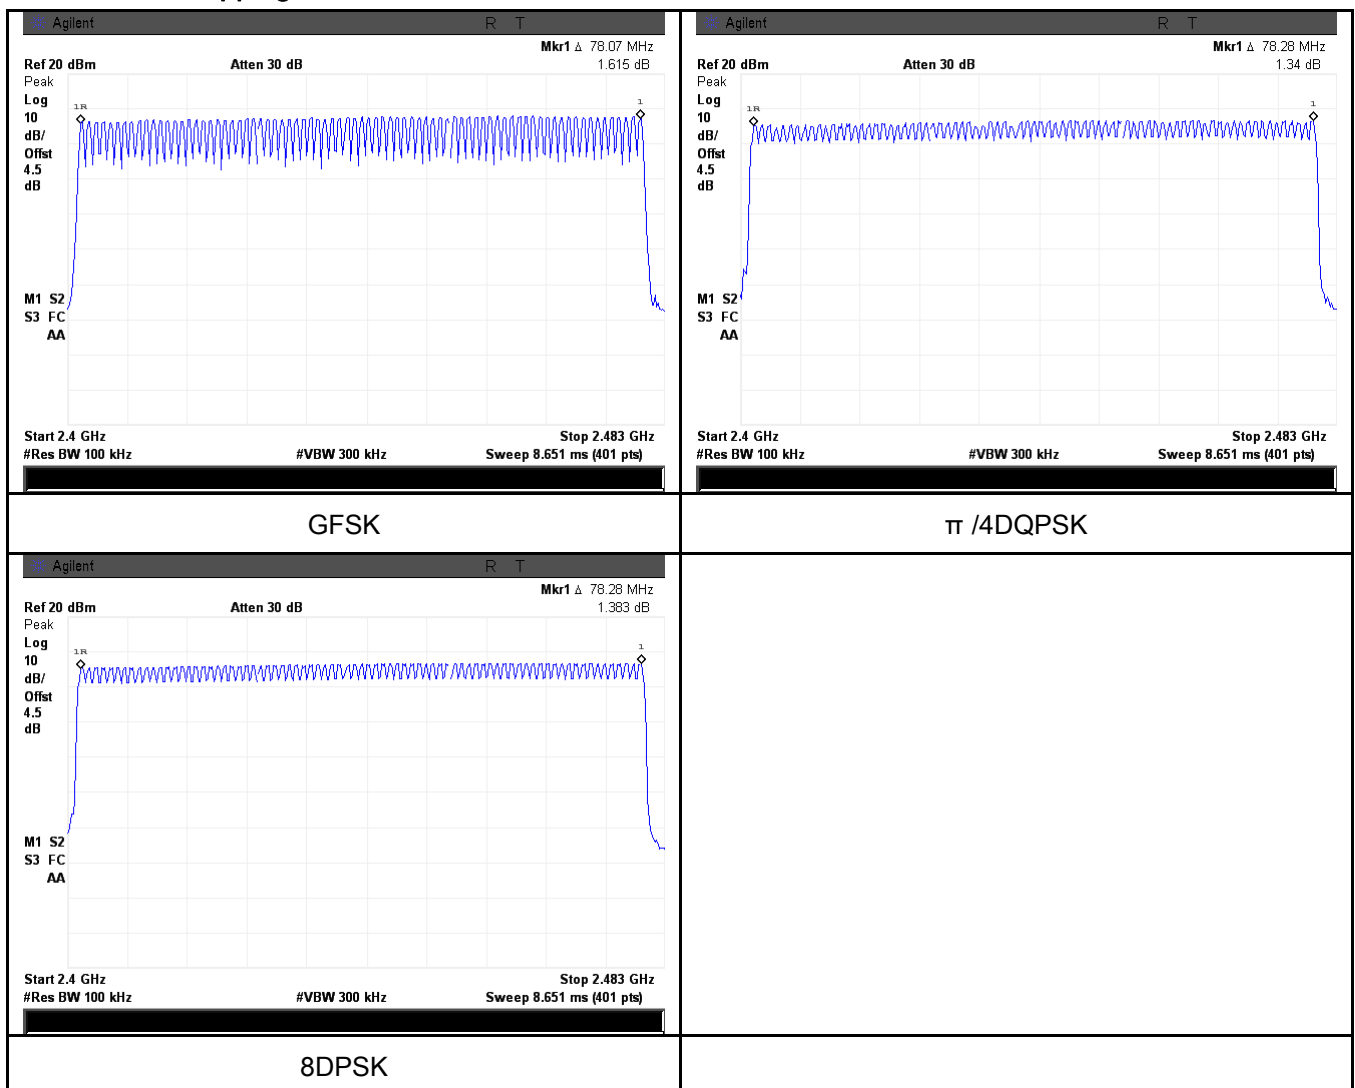 Agilent R T
Mkr1 Δ 78.07 MHz
Ref 20 dBm Atten 30 dB 1.615 dB
Peak
Log
10
dB/
Offst
4.5
dB
1R
1
M1 S2
S3 FC
AA
Start 2.4 GHz Stop 2.483 GHz
#Res BW 100 kHz #VBW 300 kHz Sweep 8.651 ms (401 pts)
GFSK
Agilent R T
Mkr1 Δ 78.28 MHz
Ref 20 dBm Atten 30 dB 1.34 dB
Peak
Log
10
dB/
Offst
4.5
dB
1R
1
M1 S2
S3 FC
AA
Start 2.4 GHz Stop 2.483 GHz
#Res BW 100 kHz #VBW 300 kHz Sweep 8.651 ms (401 pts)
π /4DQPSK
Agilent R T
Mkr1 Δ 78.28 MHz
Ref 20 dBm Atten 30 dB 1.383 dB
Peak
Log
10
dB/
Offst
4.5
dB
1R
1
M1 S2
S3 FC
AA
Start 2.4 GHz Stop 2.483 GHz
#Res BW 100 kHz #VBW 300 kHz Sweep 8.651 ms (401 pts)
8DPSK